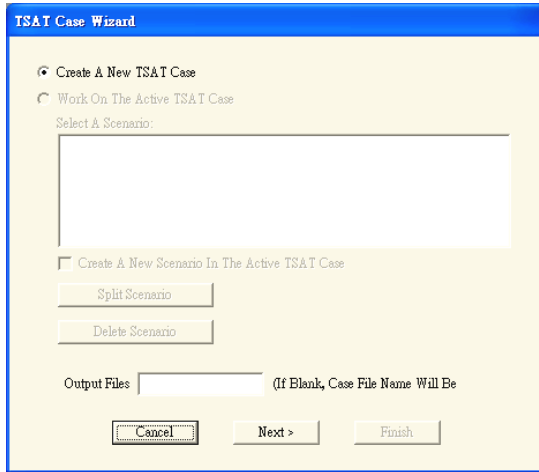 TSAT Case Wizard
Create A New TSAT Case
Work On The Active TSAT Case
Select A Scenario:
Create A New Scenario In The Active TSAT Case
Split Scenario
Delete Scenario
Output Files (If Blank, Case File Name Will Be
Cancel Next > Finish